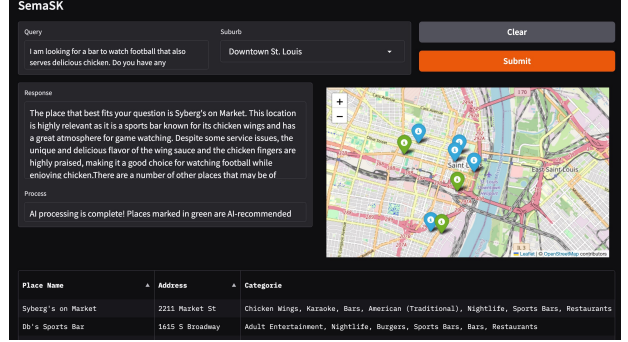 SemaSK
Query
I am looking for a bar to watch football that also
serves delicious chicken. Do you have any
Suburb
Downtown St. Louis
Clear
Submit
Response
The place that best fits your question is Syberg's on Market. This location
is highly relevant as it is a sports bar known for its chicken wings and has
a great atmosphere for game watching. Despite some service issues, the
unique and delicious flavor of the wing sauce and the chicken fingers are
highly praised, making it a good choice for watching football while
enjoying chicken.There are a number of other places that may be of
Process
AI processing is complete! Places marked in green are AI-recommended
+
−
I 70
Saint Louis
East Saint Louis
IL 3
Leaflet | © OpenStreetMap contributors
Place Name Address Categorie
Syberg's on Market 2211 Market St Chicken Wings, Karaoke, Bars, American (Traditional), Nightlife, Sports Bars, Restaurants
Db's Sports Bar 1615 S Broadway Adult Entertainment, Nightlife, Burgers, Sports Bars, Bars, Restaurants